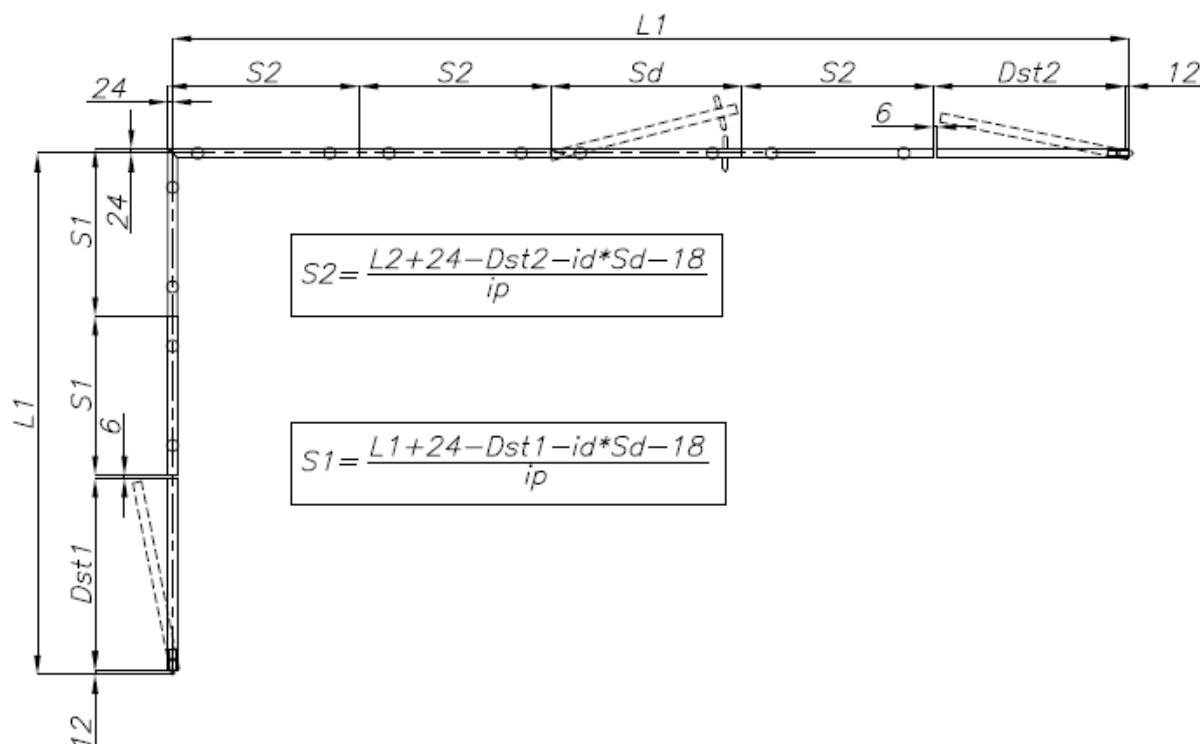 L1
S2 S2 Sd S2 Dst2 12
24
6
24
S1
S2= L2+24-Dst2-id*Sd-18
ip
S1
L1
6
S1= L1+24-Dst1-id*Sd-18
ip
Dst1
12